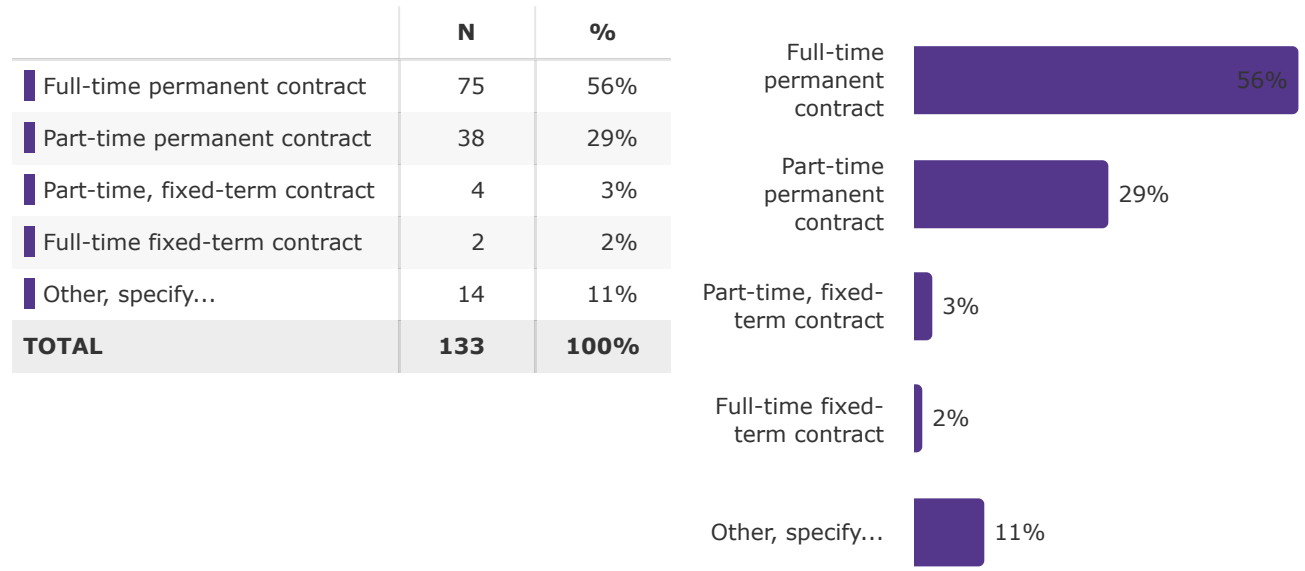 N %
Full-time permanent contract 75 56%
Part-time permanent contract 38 29%
Part-time, fixed-term contract 4 3%
Full-time fixed-term contract 2 2%
Other, specify... 14 11%
TOTAL 133 100%
Full-time
permanent
contract
56%
Part-time
permanent
contract
29%
Part-time, fixed-
term contract
3%
Full-time fixed-
term contract
2%
Other, specify...
11%